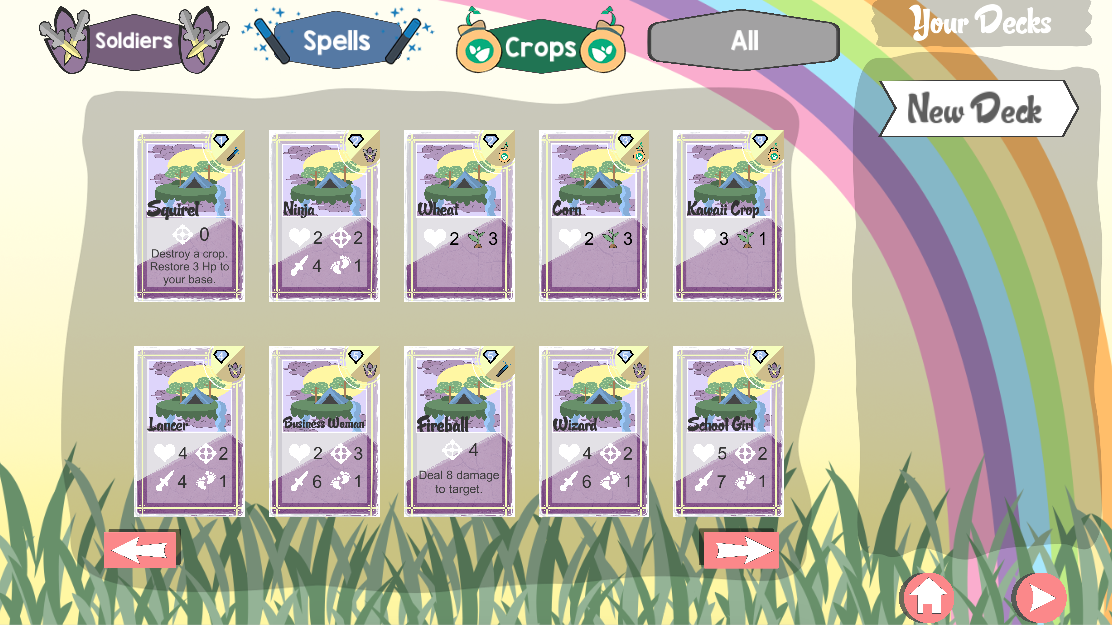 Soldiers
Spells
Crops
All
Your Decks
New Deck
Squirel
0
Destroy a crop.
Restore 3 Hp to
your base.
Ninja
2 2
4 1
Wheat
2 3
Corn
2 3
Kawaii Crop
3 1
Lancer
4 2
4 1
Business Woman
2 3
6 1
Fireball
4
Deal 8 damage
to target.
Wizard
4 2
6 1
School Girl
5 2
7 1